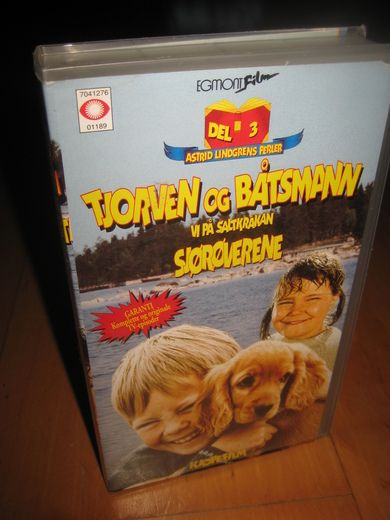 7041276
01189
EGMONT Film
DEL 3
ASTRID LINDGRENS PERLER
TJORVEN OG BÅTSMANN
VI PÅ SALTKRÅKAN
SJØRØVERENE
GARANTI
Komplette og originale
TV-episoder
KJØPEFILM